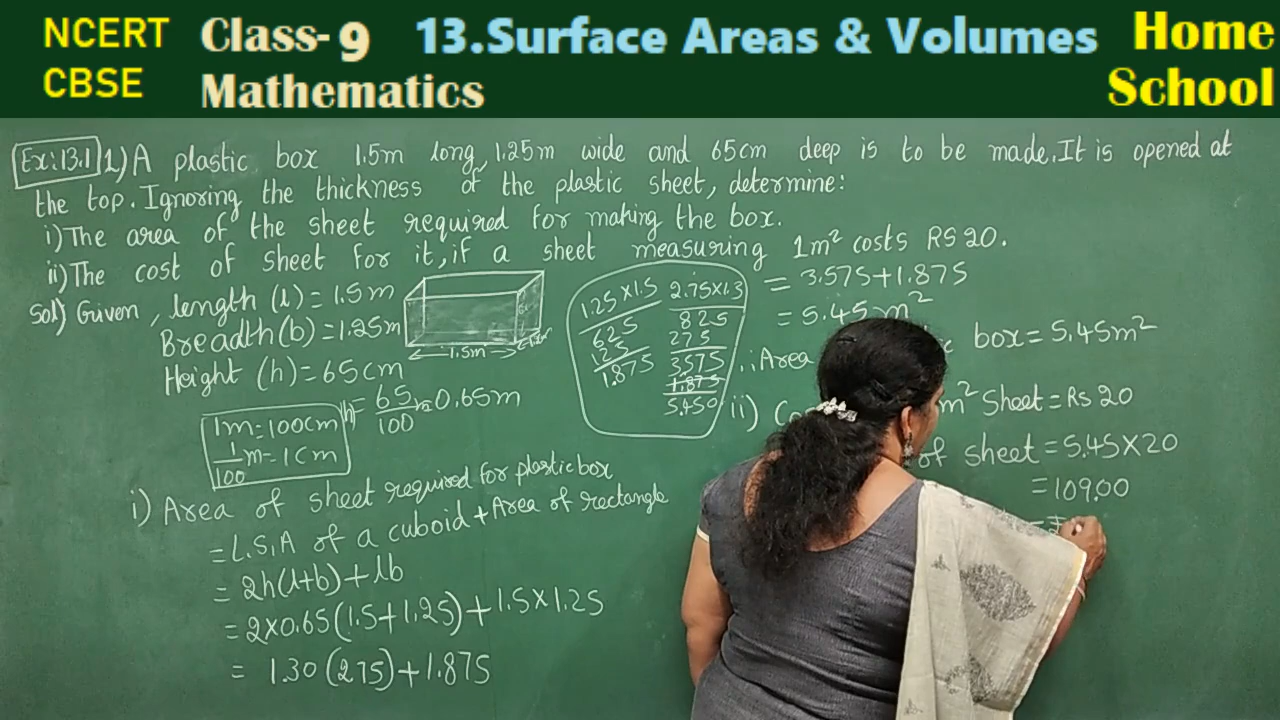 NCERT
CBSE
Class-9
Mathematics
13.Surface Areas & Volumes
Home
School
Ex:13.1 1) A plastic box 1.5m long, 1.25m wide and 65cm deep is to be made. It is opened at
the top. Ignoring the thickness of the plastic sheet, determine:
i) The area of the sheet required for making the box.
ii) The cost of sheet for it, if a sheet measuring 1m² costs RS 20.
Sol) Given, length (l) = 1.5m
Breadth (b) = 1.25m
Height (h) = 65cm
1.5m
1m = 100cm
1/100 m = 1cm
h = 65/100 m = 0.65m
i) Area of sheet required for plastic box
= L.S.A of a cuboid + Area of rectangle
= 2h(l+b) + lb
= 2×0.65(1.5+1.25) + 1.5×1.25
= 1.30(2.75) + 1.875
1.25×1.5
625
125
1.875
2.75×1.3
825
275
3575
1.875
5.450
= 3.575+1.875
= 5.45m²
∴ Area box = 5.45m²
ii) m² Sheet = Rs 20
of sheet = 5.45×20
= 109.00
=